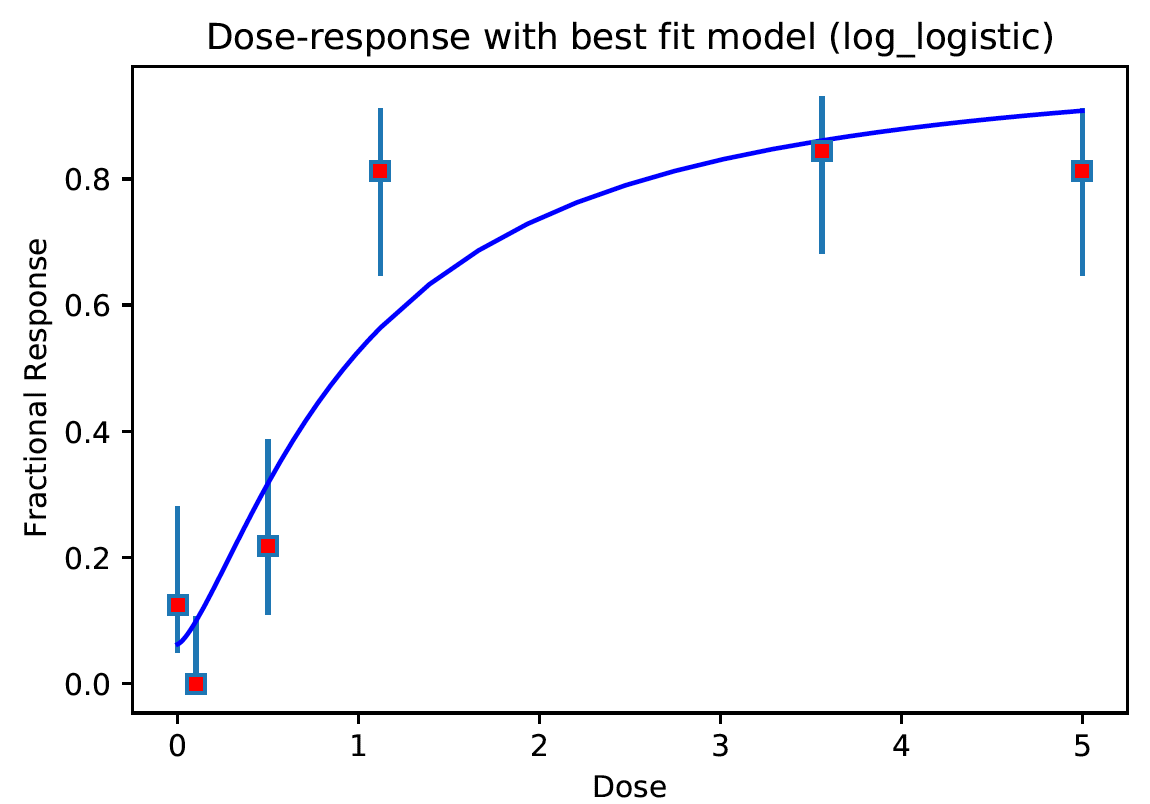 Dose-response with best fit model (log_logistic)
Fractional Response
0.8
0.6
0.4
0.2
0.0
0 1 2 3 4 5
Dose